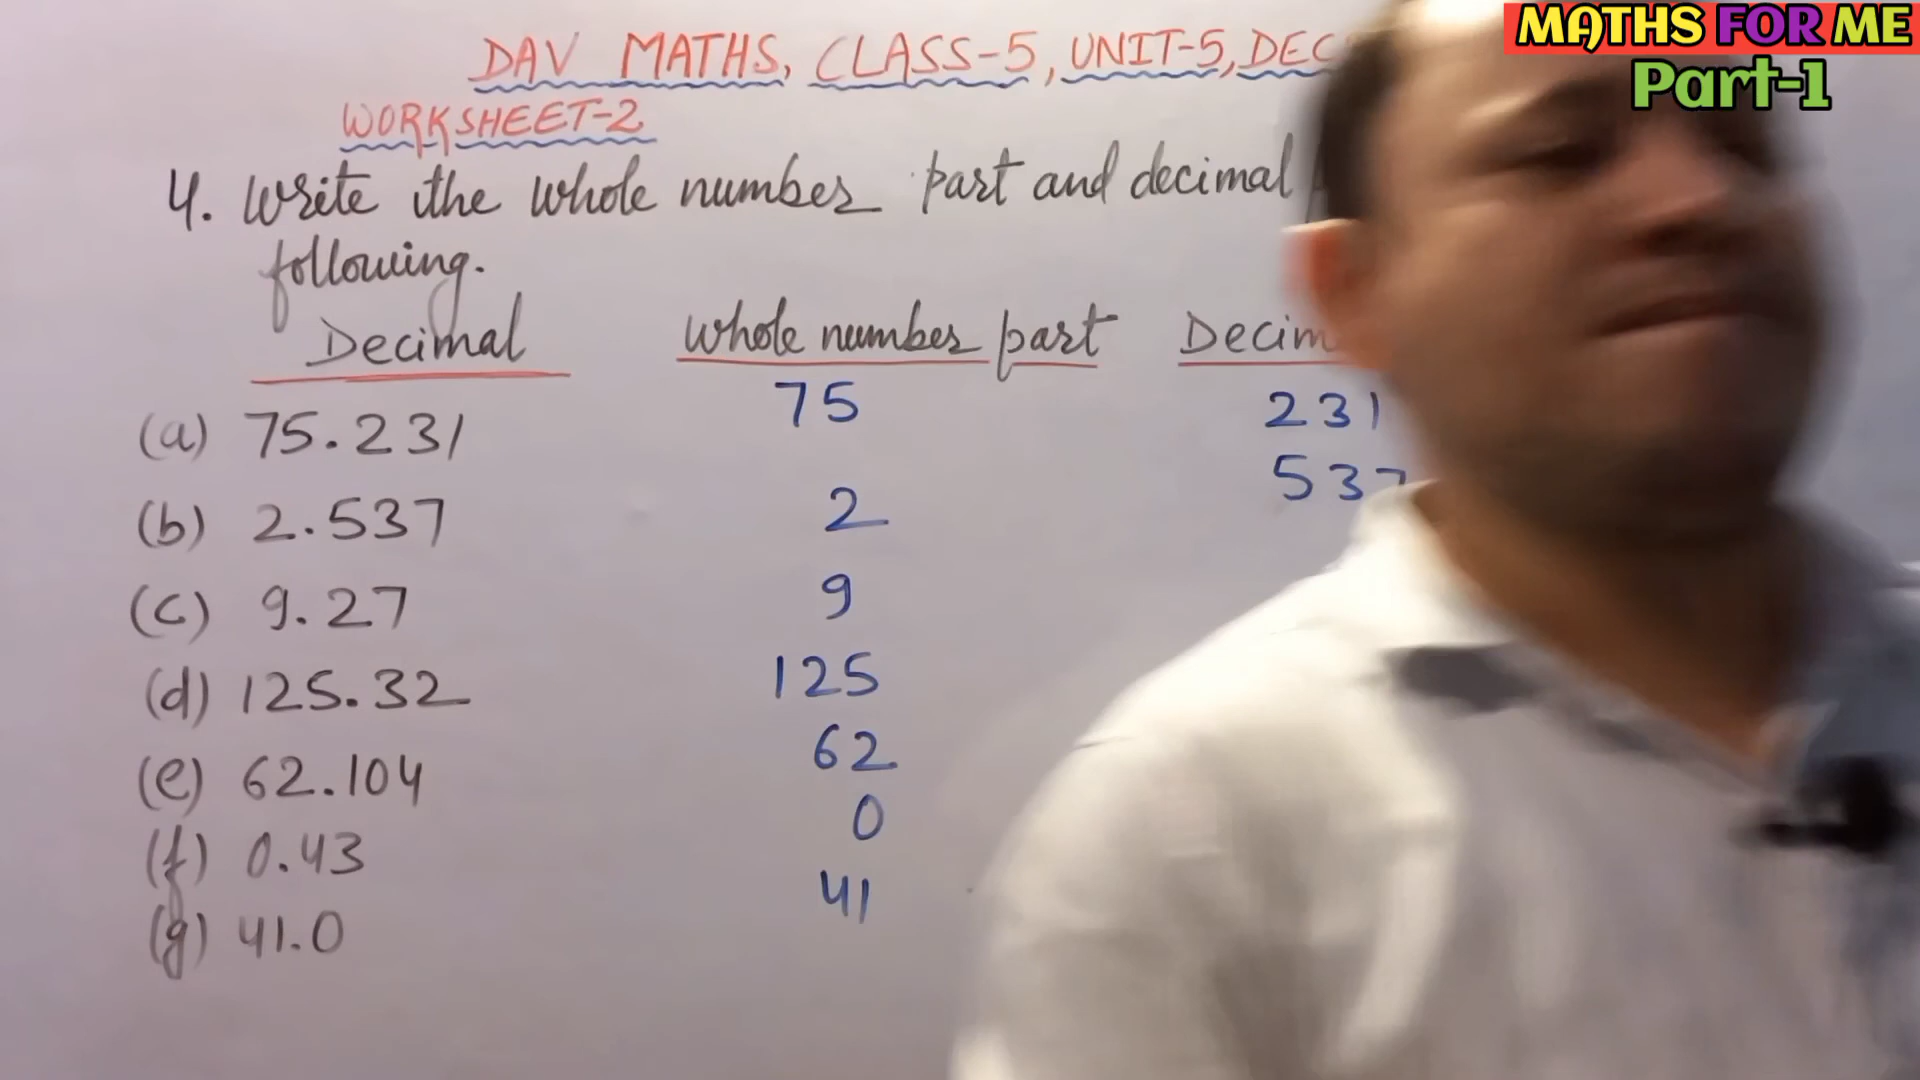 MATHS FOR ME
Part-1
DAV MATHS, CLASS-5, UNIT-5, DEC
WORKSHEET-2
4. Write the whole number part and decimal
following.
Decimal Whole number part Decim
(a) 75.231 75 231
(b) 2.537 2 537
(c) 9.27 9
(d) 125.32 125
(e) 62.104 62
(f) 0.43 0
(g) 41.0 41